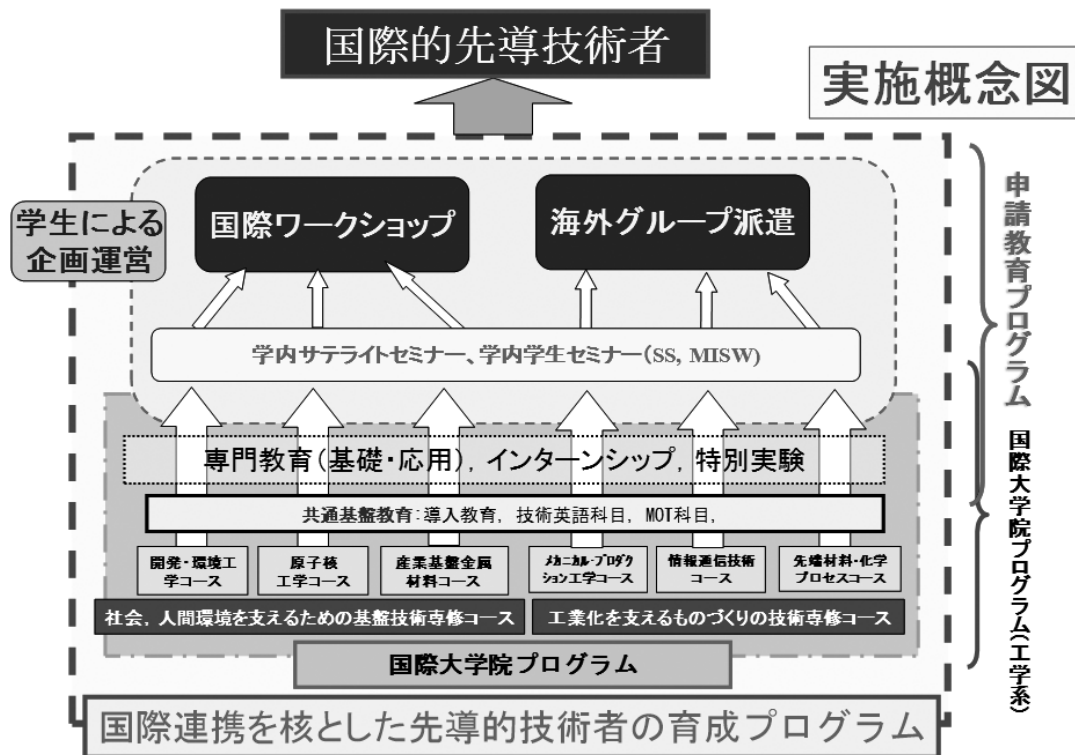 国際的先導技術者
実施概念図
学生による
企画運営
国際ワークショップ
海外グループ派遣
学内サテライトセミナー、学内学生セミナー(SS, MISW)
専門教育(基礎・応用), インターンシップ, 特別実験
共通基盤教育:導入教育, 技術英語科目, MOT科目,
開発・環境工
学コース
原子核
工学コース
産業基盤金属
材料コース
メカニカル・プロダク
ション工学コース
情報通信技術
コース
先端材料・化学
プロセスコース
社会, 人間環境を支えるための基盤技術専修コース
工業化を支えるものづくりの技術専修コース
国際大学院プログラム
国際連携を核とした先導的技術者の育成プログラム
申請教育プログラム
国際大学院プログラム(工学系)